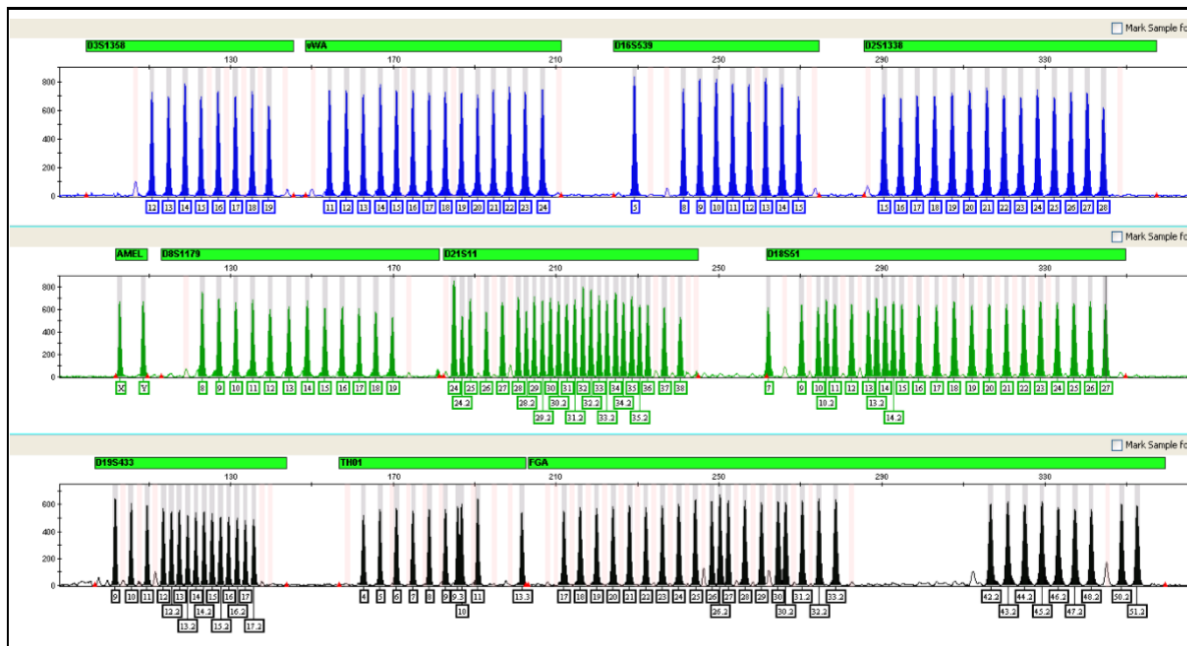 Mark Sample fo
D3S1358 vWA D16S539 D2S1338
130 170 210 250 290 330
800
600
400
200
0
12 13 14 15 16 17 18 19 11 12 13 14 15 16 17 18 19 20 21 22 23 24 5 8 9 10 11 12 13 14 15 15 16 17 18 19 20 21 22 23 24 25 26 27 28
Mark Sample fo
AMEL D8S1179 D21S11 D18S51
130 170 210 250 290 330
800
600
400
200
0
X Y 8 9 10 11 12 13 14 15 16 17 18 19 24 25 26 27 28 29 30 31 32 33 34 35 36 37 38 7 9 10 11 12 13 14 15 16 17 18 19 20 21 22 23 24 25 26 27
24.2 28.2 30.2 32.2 34.2 10.2 13.2
29.2 31.2 33.2 35.2 14.2
Mark Sample fo
D19S433 TH01 FGA
130 170 210 250 290 330
800
600
400
200
0
9 10 11 12 13 14 15 16 17 4 5 6 7 8 9 9.3 11 13.3 17 18 19 20 21 22 23 24 25 26 27 28 29 30 31.2 33.2 42.2 44.2 46.2 48.2 50.2
12.2 14.2 16.2 10 26.2 30.2 32.2 43.2 45.2 47.2 51.2
13.2 15.2 17.2